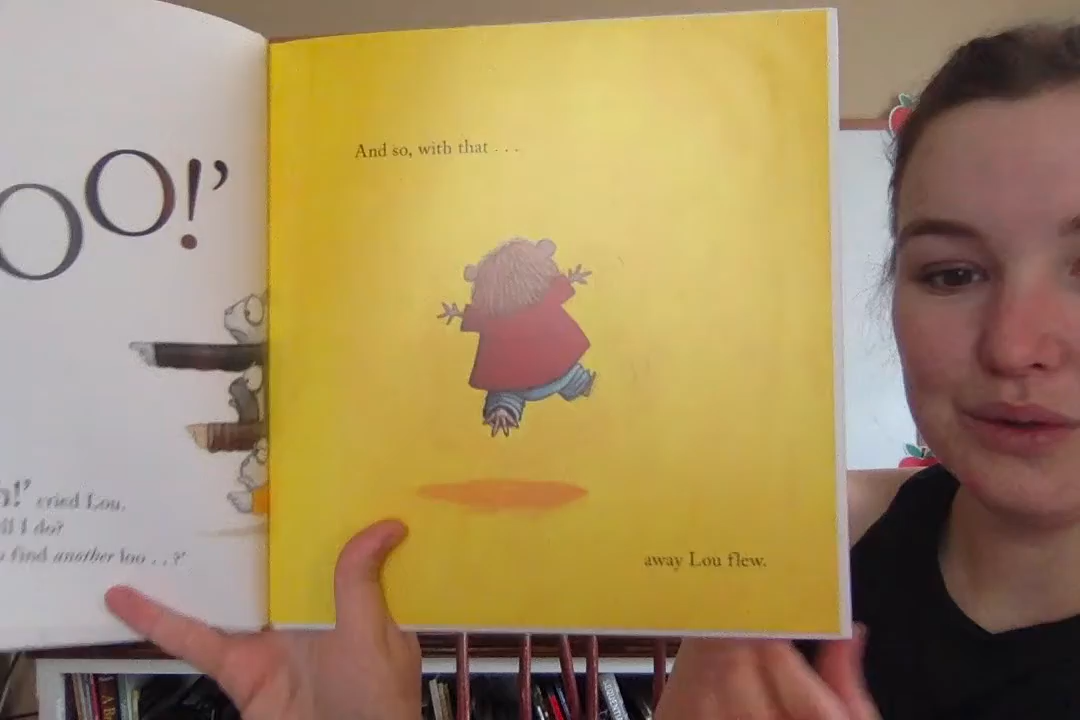 OO!’
h!’ cried Lou.
ll I do?
find another loo . . ?’
And so, with that . . .
away Lou flew.